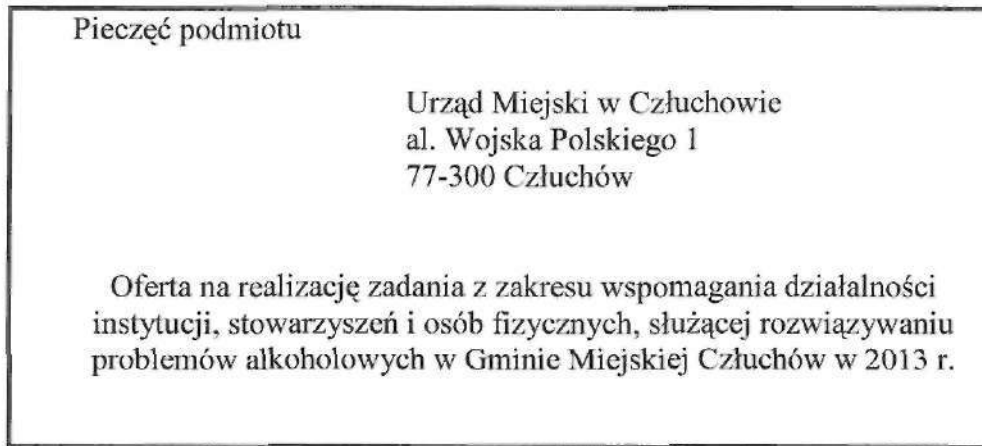 Pieczęć podmiotu
Urząd Miejski w Człuchowie
al. Wojska Polskiego 1
77-300 Człuchów
Oferta na realizację zadania z zakresu wspomagania działalności
instytucji, stowarzyszeń i osób fizycznych, służącej rozwiązywaniu
problemów alkoholowych w Gminie Miejskiej Człuchów w 2013 r.